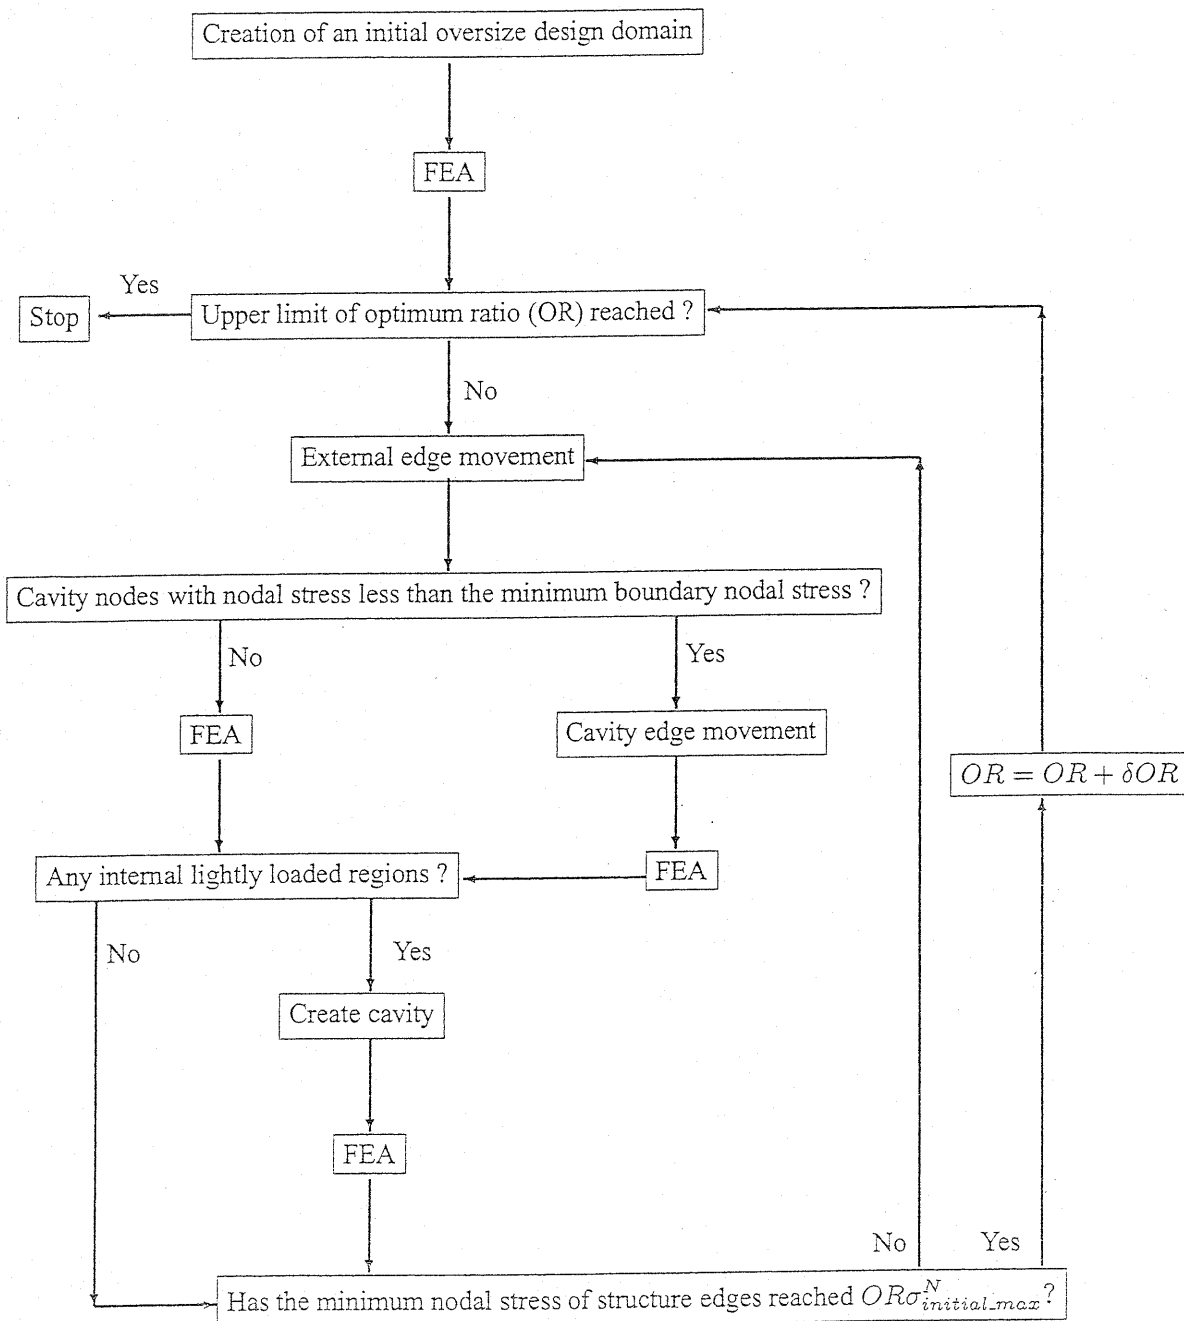 Creation of an initial oversize design domain
FEA
Yes
Stop
Upper limit of optimum ratio (OR) reached ?
No
External edge movement
Cavity nodes with nodal stress less than the minimum boundary nodal stress ?
No
Yes
FEA
Cavity edge movement
OR = OR + δOR
Any internal lightly loaded regions ?
FEA
No
Yes
Create cavity
FEA
No
Yes
Has the minimum nodal stress of structure edges reached ORσ^N_{initial_max}?